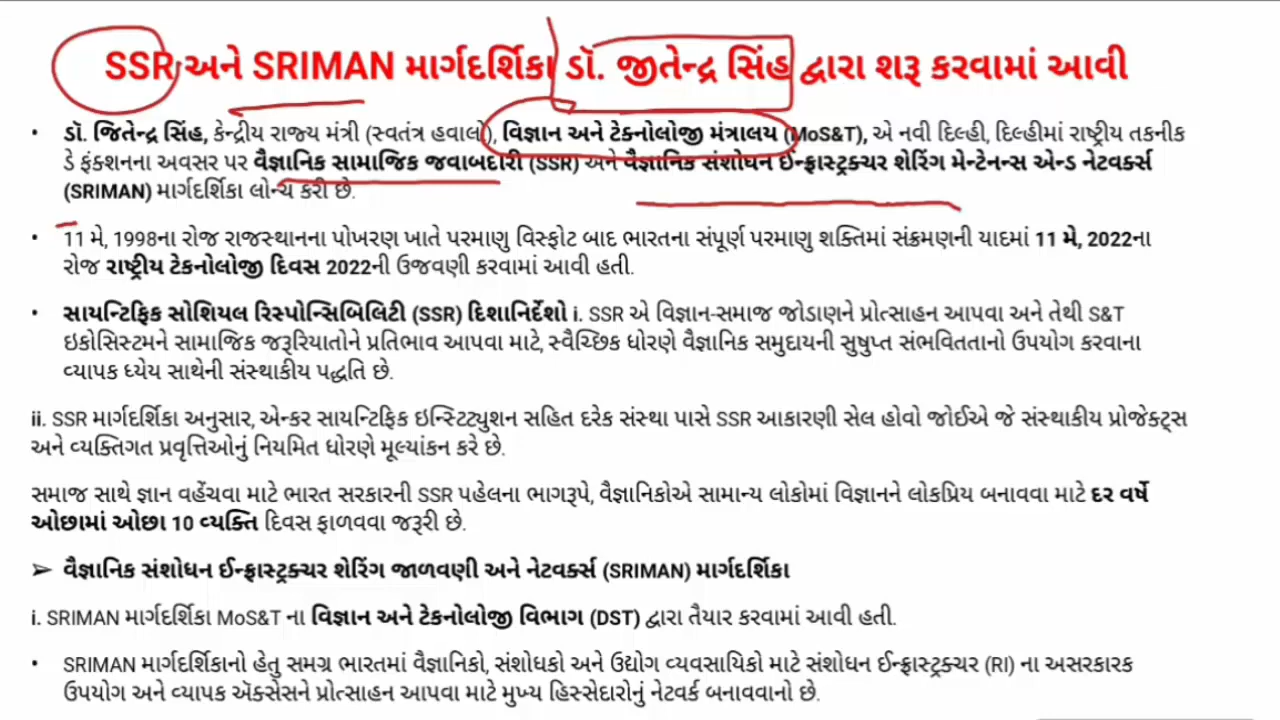 SSR અને SRIMAN માર્ગદર્શિકા ડૉ. જીતેન્દ્ર સિંહ દ્વારા શરૂ કરવામાં આવી
• ડૉ. જિતેન્દ્ર સિંહ, કેન્દ્રીય રાજ્ય મંત્રી (સ્વતંત્ર હવાલો), વિજ્ઞાન અને ટેક્નોલોજી મંત્રાલય (MoS&T), એ નવી દિલ્હી, દિલ્હીમાં રાષ્ટ્રીય તકનીક
ડે ફંક્શનના અવસર પર વૈજ્ઞાનિક સામાજિક જવાબદારી (SSR) અને વૈજ્ઞાનિક સંશોધન ઈન્ફ્રાસ્ટ્રક્ચર શેરિંગ મેન્ટેનન્સ એન્ડ નેટવર્ક્સ
(SRIMAN) માર્ગદર્શિકા લોન્ચ કરી છે.
• 11 મે, 1998ના રોજ રાજસ્થાનના પોખરણ ખાતે પરમાણુ વિસ્ફોટ બાદ ભારતના સંપૂર્ણ પરમાણુ શક્તિમાં સંક્રમણની યાદમાં 11 મે, 2022ના
રોજ રાષ્ટ્રીય ટેકનોલોજી દિવસ 2022ની ઉજવણી કરવામાં આવી હતી.
• સાયન્ટિફિક સોશિયલ રિસ્પોન્સિબિલિટી (SSR) દિશાનિર્દેશો i. SSR એ વિજ્ઞાન-સમાજ જોડાણને પ્રોત્સાહન આપવા અને તેથી S&T
ઇકોસિસ્ટમને સામાજિક જરૂરિયાતોને પ્રતિભાવ આપવા માટે, સ્વૈચ્છિક ધોરણે વૈજ્ઞાનિક સમુદાયની સુષુપ્ત સંભવિતતાનો ઉપયોગ કરવાના
વ્યાપક ધ્યેય સાથેની સંસ્થાકીય પદ્ધતિ છે.
ii. SSR માર્ગદર્શિકા અનુસાર, એન્કર સાયન્ટિફિક ઇન્સ્ટિટ્યુશન સહિત દરેક સંસ્થા પાસે SSR આકારણી સેલ હોવો જોઈએ જે સંસ્થાકીય પ્રોજેક્ટ્સ
અને વ્યક્તિગત પ્રવૃત્તિઓનું નિયમિત ધોરણે મૂલ્યાંકન કરે છે.
સમાજ સાથે જ્ઞાન વહેંચવા માટે ભારત સરકારની SSR પહેલના ભાગરૂપે, વૈજ્ઞાનિકોએ સામાન્ય લોકોમાં વિજ્ઞાનને લોકપ્રિય બનાવવા માટે દર વર્ષે
ઓછામાં ઓછા 10 વ્યક્તિ દિવસ ફાળવવા જરૂરી છે.
➢ વૈજ્ઞાનિક સંશોધન ઈન્ફ્રાસ્ટ્રક્ચર શેરિંગ જાળવણી અને નેટવર્ક્સ (SRIMAN) માર્ગદર્શિકા
i. SRIMAN માર્ગદર્શિકા MoS&T ના વિજ્ઞાન અને ટેકનોલોજી વિભાગ (DST) દ્વારા તૈયાર કરવામાં આવી હતી.
• SRIMAN માર્ગદર્શિકાનો હેતુ સમગ્ર ભારતમાં વૈજ્ઞાનિકો, સંશોધકો અને ઉદ્યોગ વ્યવસાયિકો માટે સંશોધન ઈન્ફ્રાસ્ટ્રક્ચર (RI) ના અસરકારક
ઉપયોગ અને વ્યાપક ઍક્સેસને પ્રોત્સાહન આપવા માટે મુખ્ય હિસ્સેદારોનું નેટવર્ક બનાવવાનો છે.